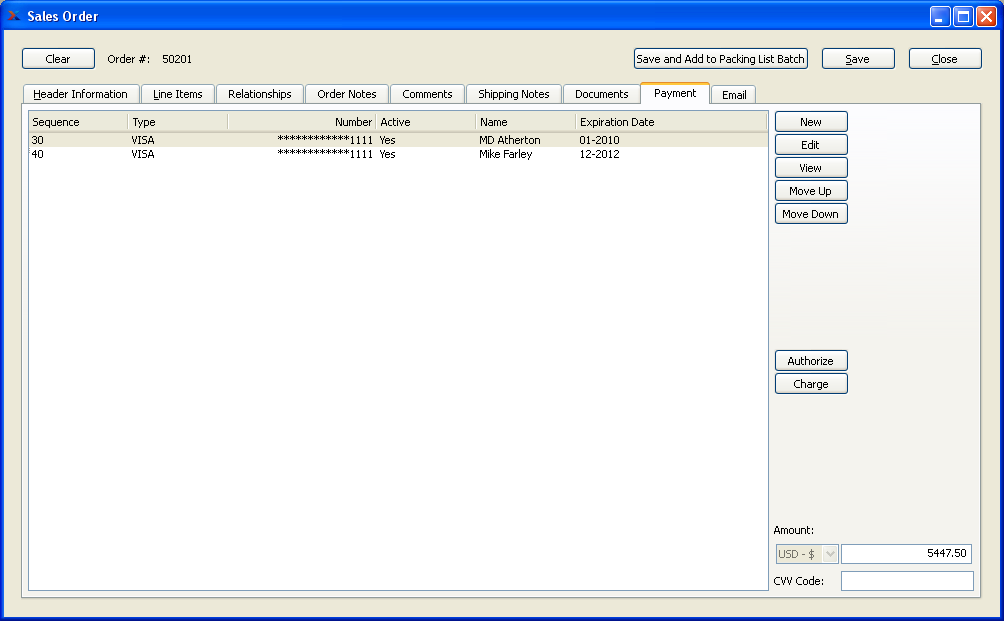 Sales Order
Clear Order #: 50201 Save and Add to Packing List Batch Save Close
Header Information Line Items Relationships Order Notes Comments Shipping Notes Documents Payment Email
Sequence Type Number Active Name Expiration Date
30 VISA ************1111 Yes MD Atherton 01-2010
40 VISA ************1111 Yes Mike Farley 12-2012
New
Edit
View
Move Up
Move Down
Authorize
Charge
Amount:
USD - $ 5447.50
CVV Code: